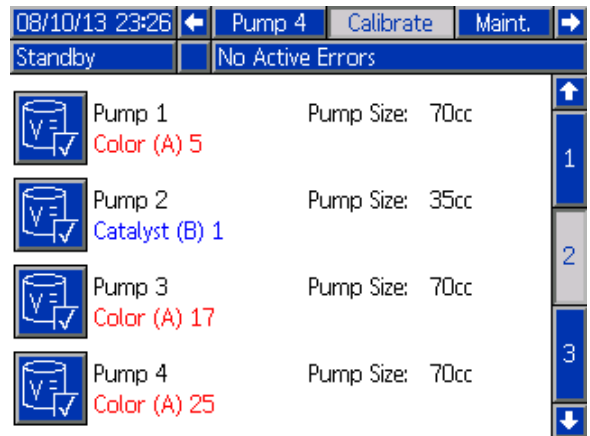 08/10/13 23:26 Pump 4 Calibrate Maint.
Standby No Active Errors
Pump 1 Pump Size: 70cc
Color (A) 5
Pump 2 Pump Size: 35cc
Catalyst (B) 1
Pump 3 Pump Size: 70cc
Color (A) 17
Pump 4 Pump Size: 70cc
Color (A) 25
1
2
3
V
V
V
V